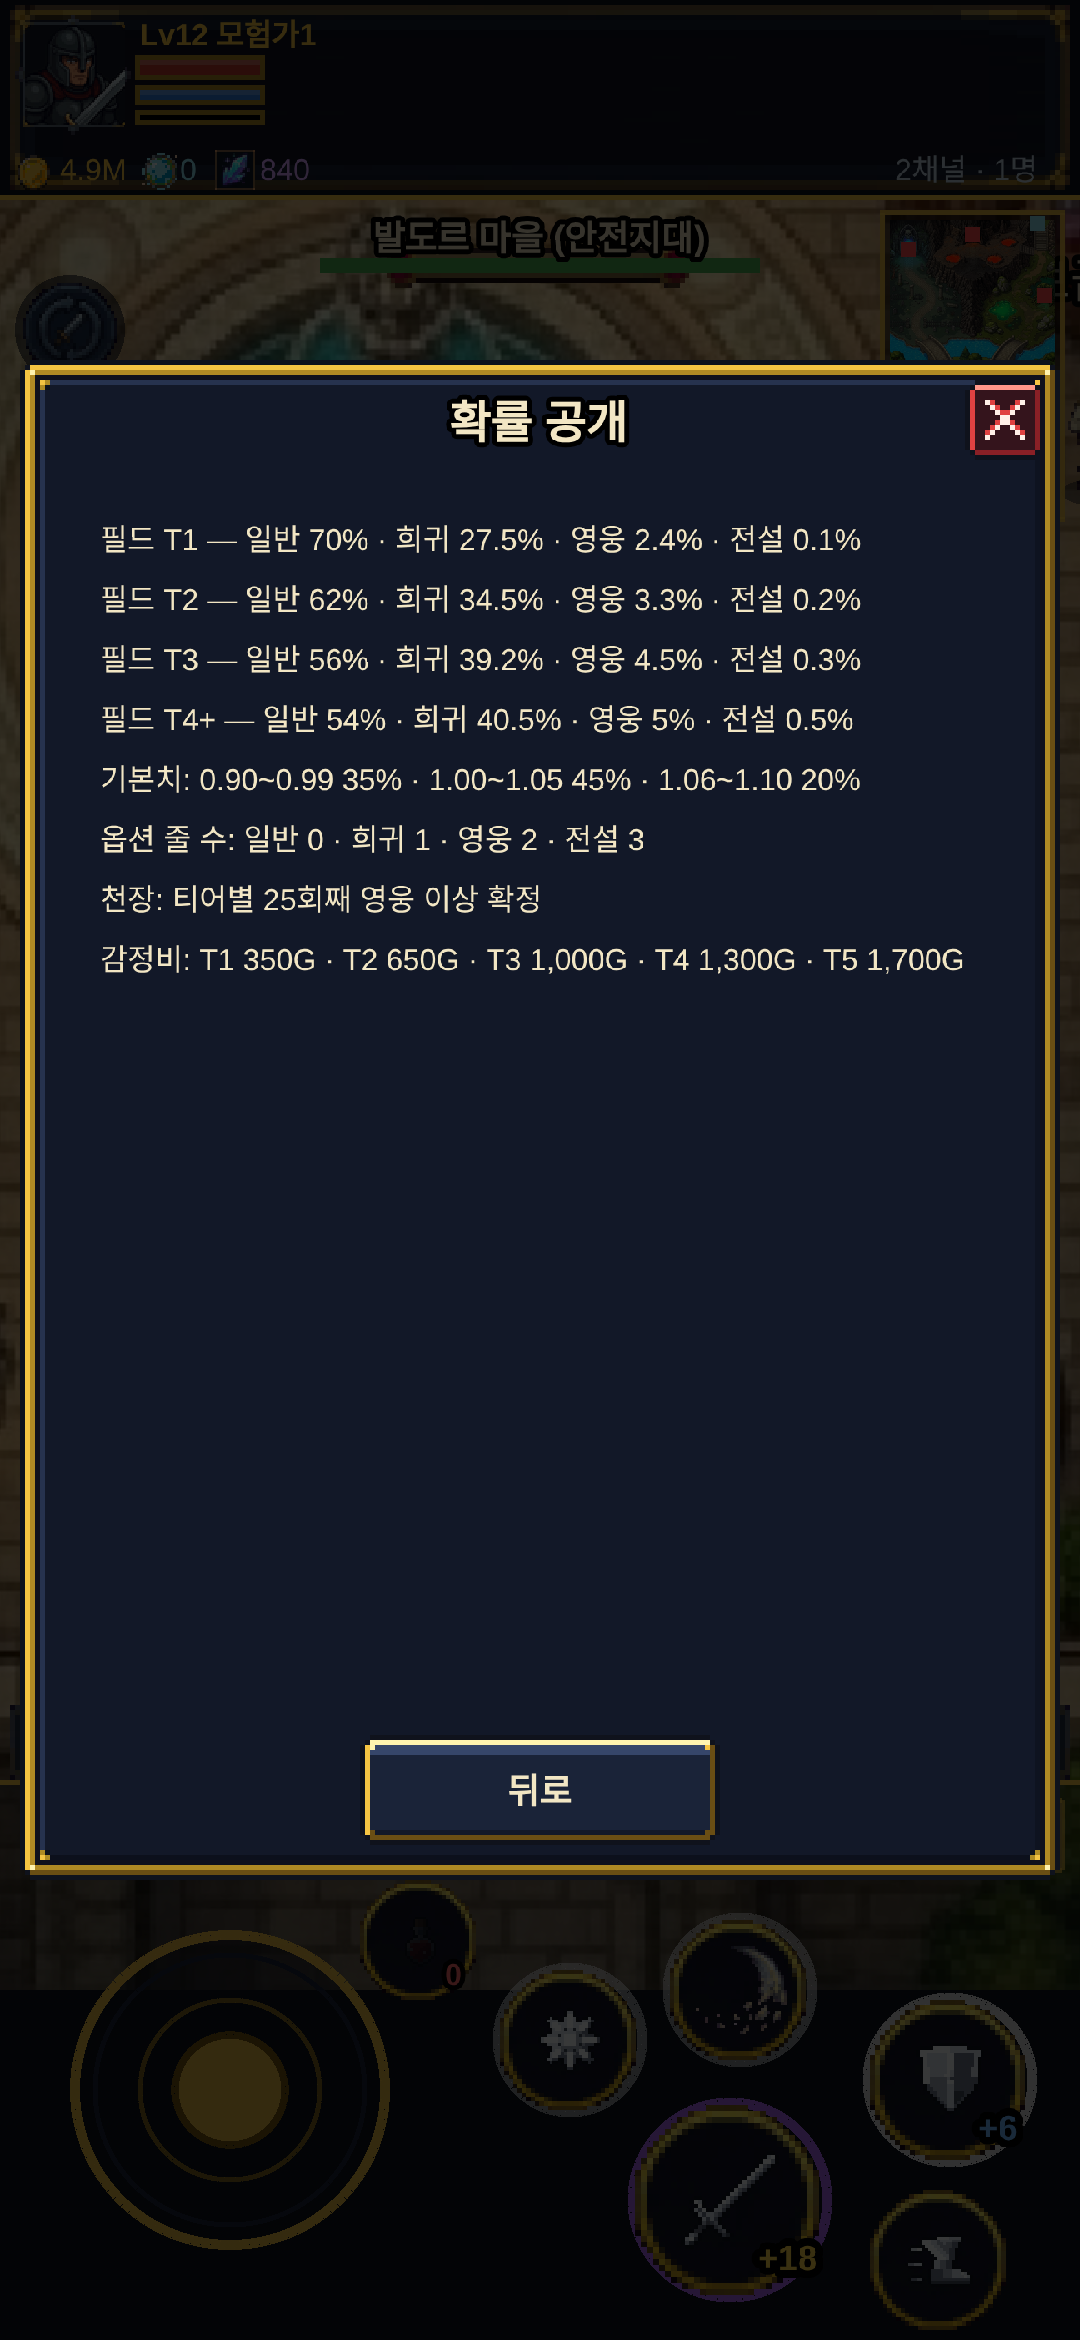 Lv12 모험가1
4.9M 0 840 2채널 · 1명
발도르 마을 (안전지대)
확률 공개
필드 T1 — 일반 70% · 희귀 27.5% · 영웅 2.4% · 전설 0.1%
필드 T2 — 일반 62% · 희귀 34.5% · 영웅 3.3% · 전설 0.2%
필드 T3 — 일반 56% · 희귀 39.2% · 영웅 4.5% · 전설 0.3%
필드 T4+ — 일반 54% · 희귀 40.5% · 영웅 5% · 전설 0.5%
기본치: 0.90~0.99 35% · 1.00~1.05 45% · 1.06~1.10 20%
옵션 줄 수: 일반 0 · 희귀 1 · 영웅 2 · 전설 3
천장: 티어별 25회째 영웅 이상 확정
감정비: T1 350G · T2 650G · T3 1,000G · T4 1,300G · T5 1,700G
뒤로
0
+6
+18